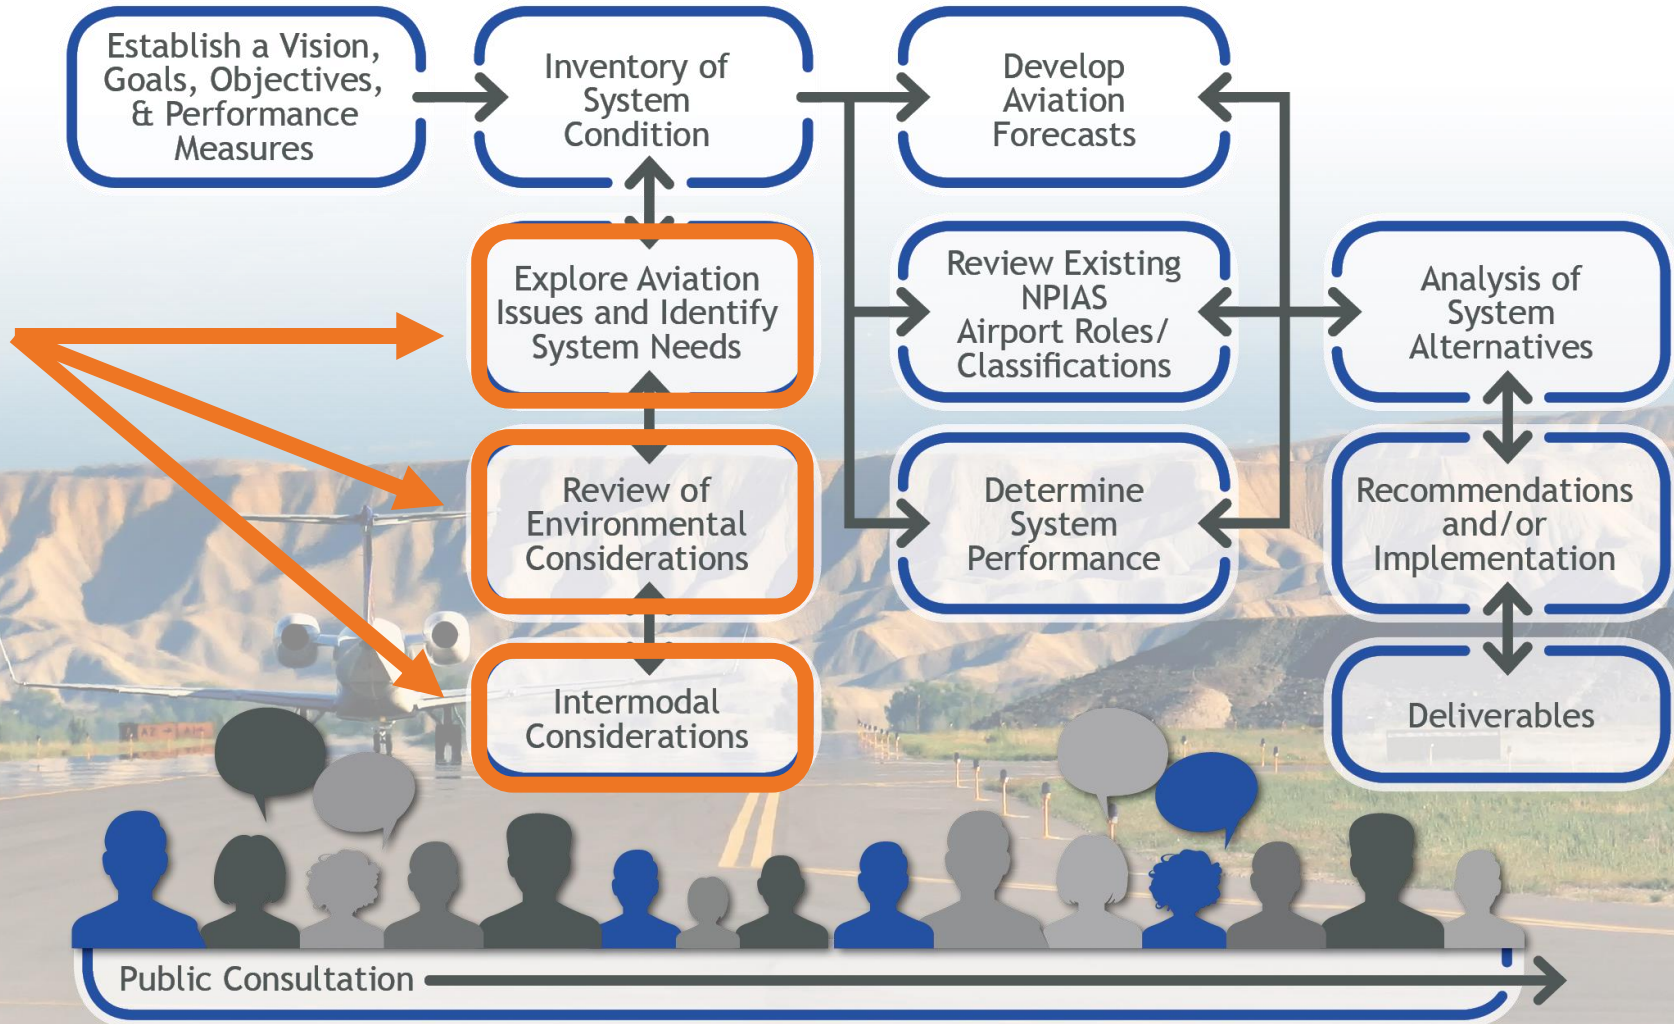 Establish a Vision,
Goals, Objectives,
& Performance
Measures
Inventory of
System
Condition
Develop
Aviation
Forecasts
Explore Aviation
Issues and Identify
System Needs
Review Existing
NPIAS
Airport Roles/
Classifications
Analysis of
System
Alternatives
Review of
Environmental
Considerations
Determine
System
Performance
Recommendations
and/or
Implementation
Intermodal
Considerations
Deliverables
Public Consultation